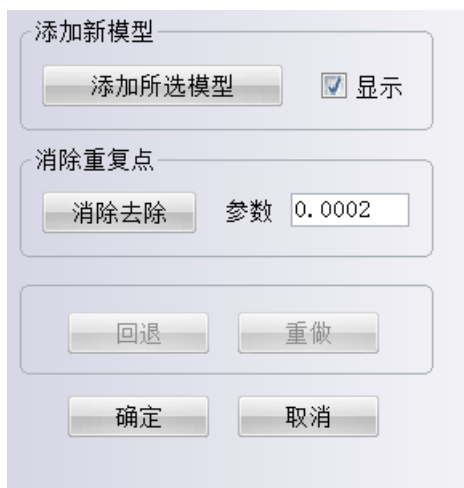 添加新模型
添加所选模型 显示
消除重复点
消除去除 参数 0.0002
回退 重做
确定 取消